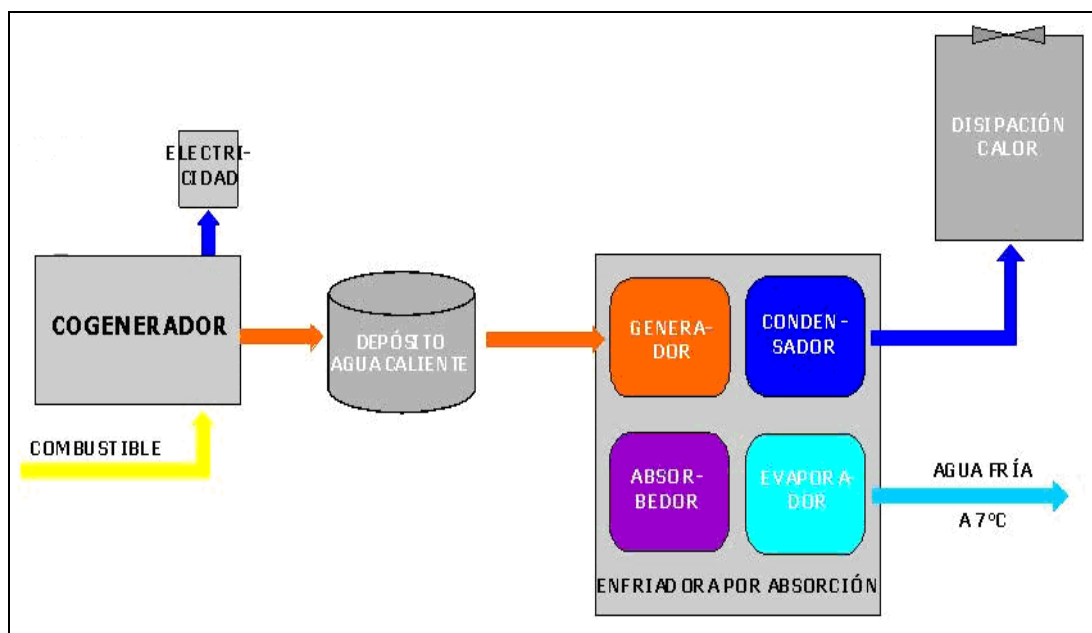 DISIPACIÓN
CALOR
ELECTRI-
CIDAD
COGENERADOR
DEPÓSITO
AGUA CALIENTE
GENERA-
DOR
CONDEN-
SADOR
COMBUSTIBLE
ABSOR-
BEDOR
EVAPORA-
DOR
AGUA FRÍA
A 7ºC
ENFRIADORA POR ABSORCIÓN